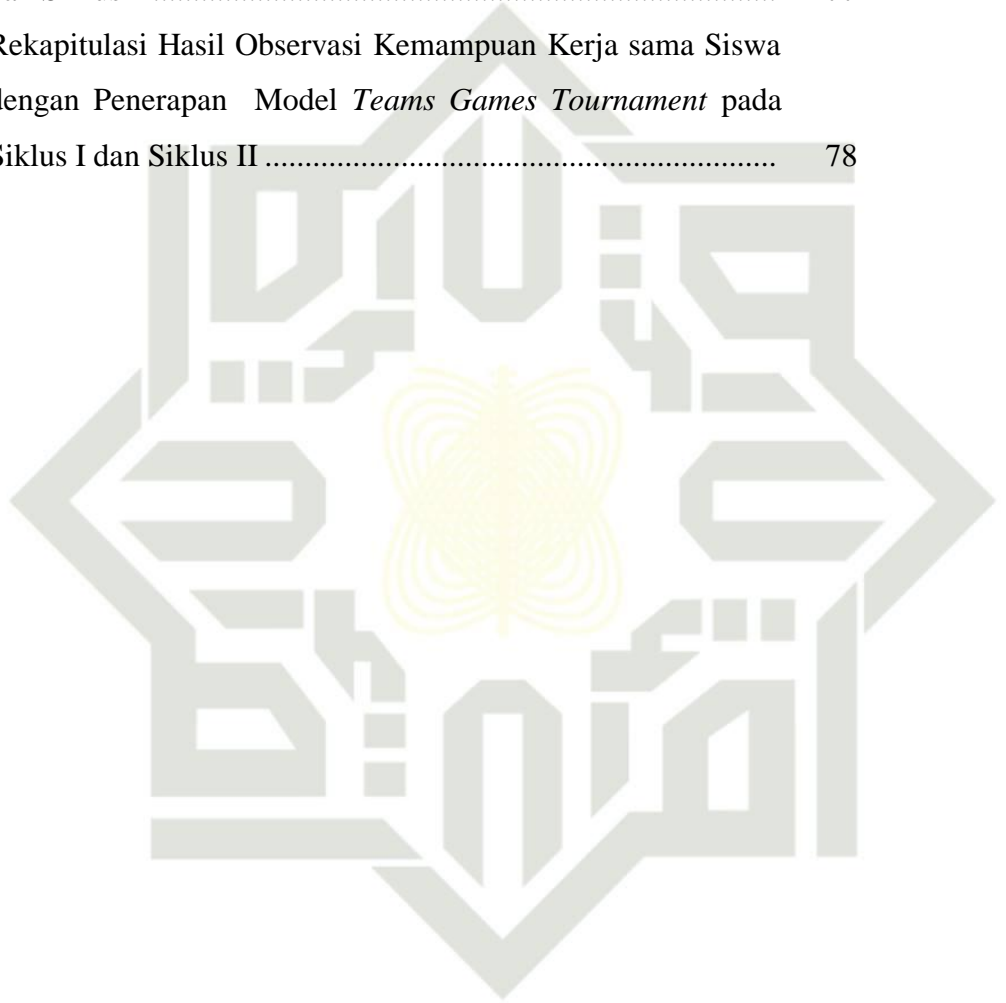 Rekapitulasi Hasil Observasi Kemampuan Kerja sama Siswa
dengan Penerapan Model Teams Games Tournament pada
Siklus I dan Siklus II ................................................................. 78